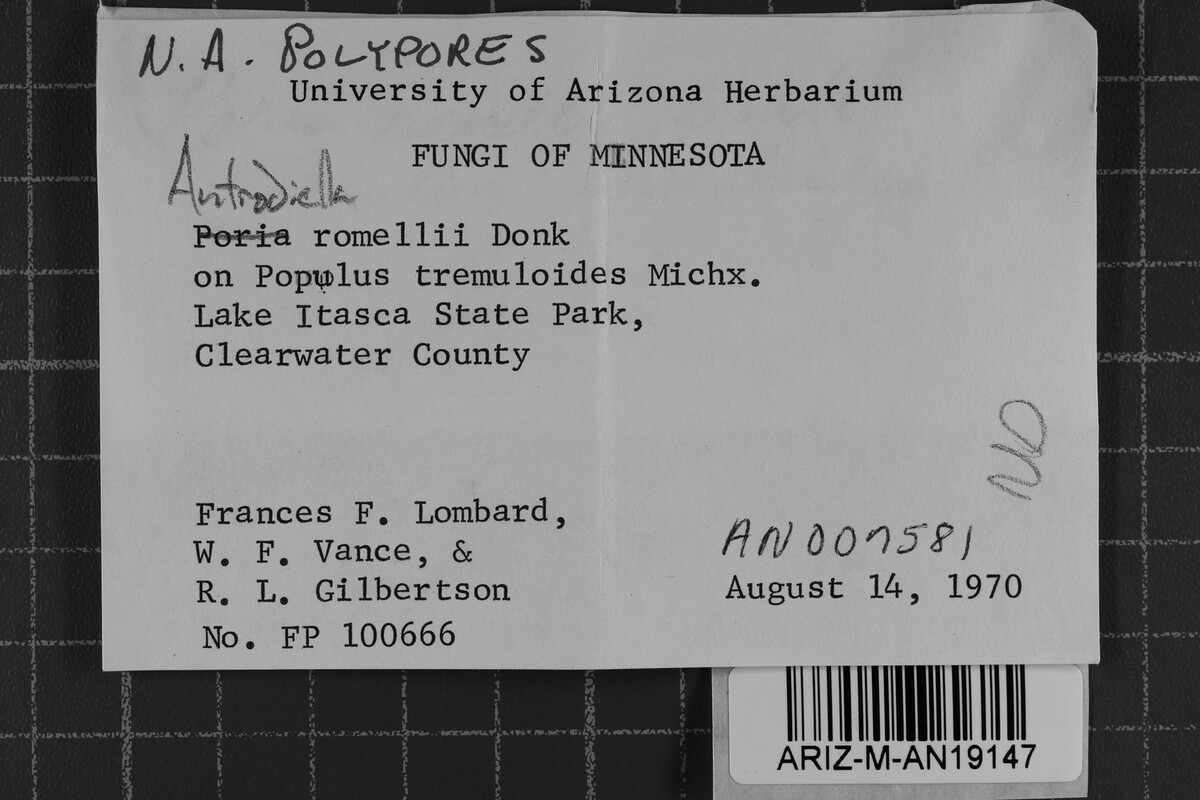 N. A. POLYPORES
University of Arizona Herbarium
FUNGI OF MINNESOTA
Antrodiella
Poria romellii Donk
on Populus tremuloides Michx.
Lake Itasca State Park,
Clearwater County
ND
Frances F. Lombard,
W. F. Vance, &
R. L. Gilbertson
No. FP 100666
AN007581
August 14, 1970
ARIZ-M-AN19147